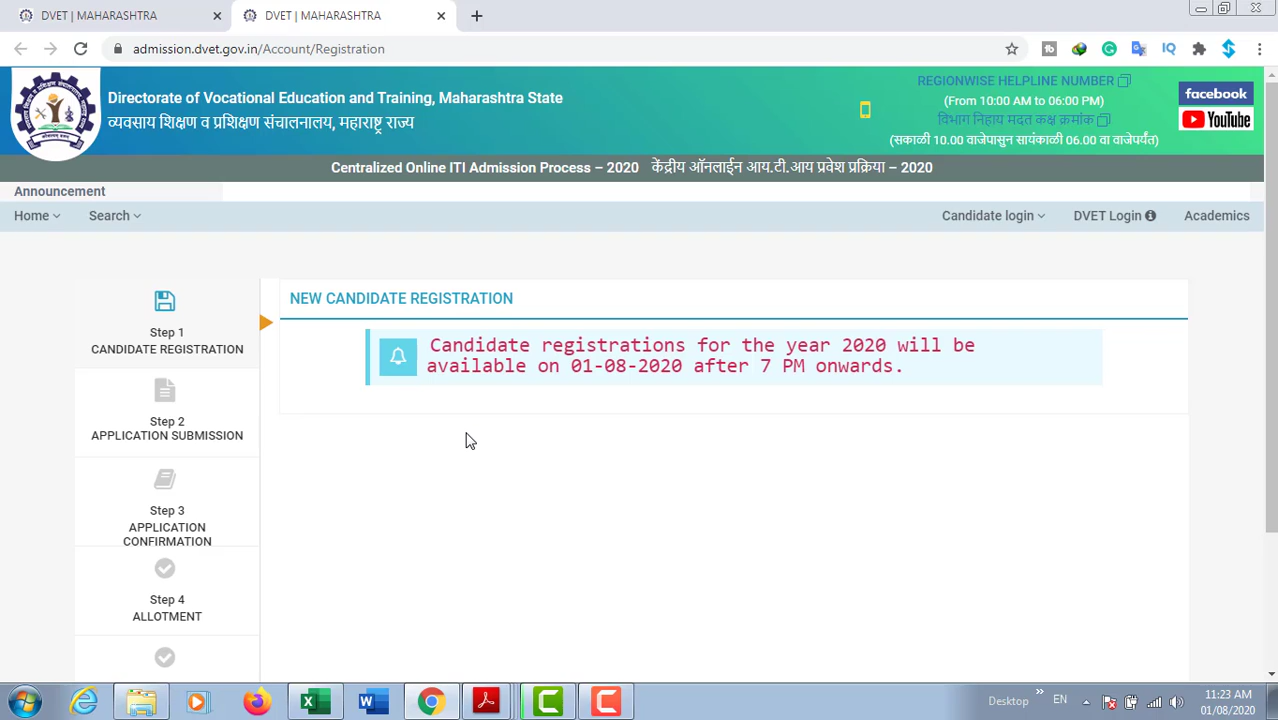 DVET | MAHARASHTRA
DVET | MAHARASHTRA
admission.dvet.gov.in/Account/Registration
Directorate of Vocational Education and Training, Maharashtra State
व्यवसाय शिक्षण व प्रशिक्षण संचालनालय, महाराष्ट्र राज्य
REGIONWISE HELPLINE NUMBER
(From 10:00 AM to 06:00 PM)
विभाग निहाय मदत कक्ष क्रमांक
(सकाळी 10.00 वाजेपासुन सायंकाळी 06.00 वा वाजेपर्यंत)
facebook
YouTube
Centralized Online ITI Admission Process – 2020 केंद्रीय ऑनलाईन आय.टी.आय प्रवेश प्रक्रिया – 2020
Announcement
Home Search Candidate login DVET Login Academics
NEW CANDIDATE REGISTRATION
Candidate registrations for the year 2020 will be
available on 01-08-2020 after 7 PM onwards.
Step 1
CANDIDATE REGISTRATION
Step 2
APPLICATION SUBMISSION
Step 3
APPLICATION
CONFIRMATION
Step 4
ALLOTMENT
Desktop
EN
11:23 AM
01/08/2020